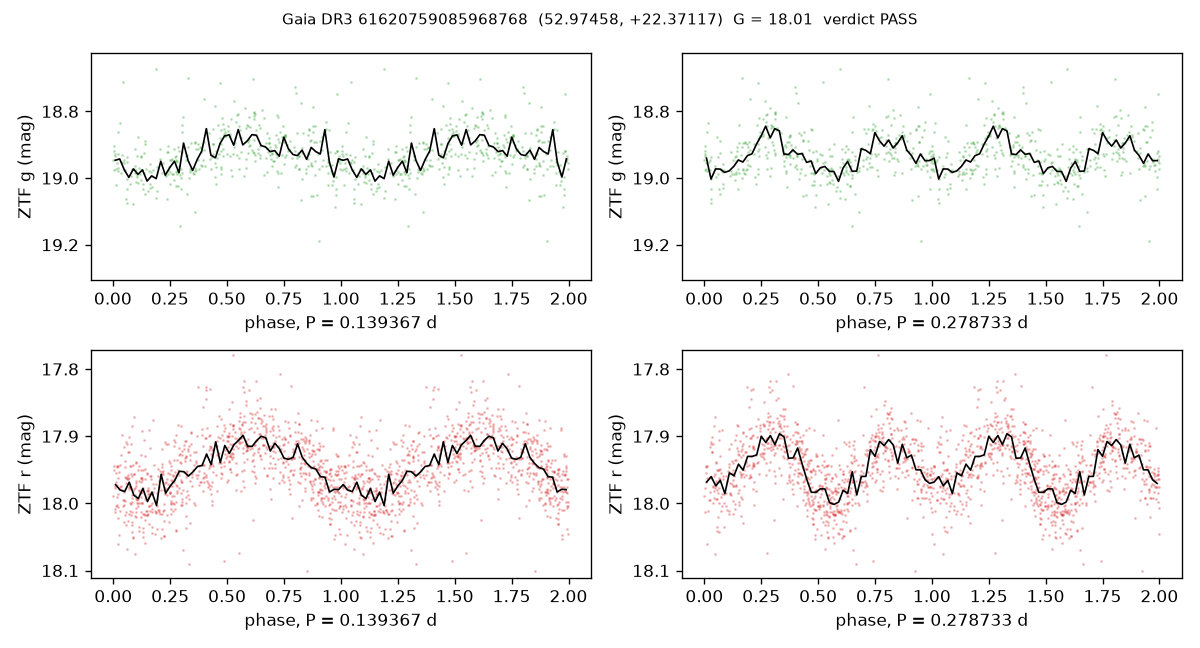 Gaia DR3 61620759085968768  (52.97458, +22.37117)  G = 18.01  verdict PASS
ZTF g (mag)
18.8
19.0
19.2
0.00 0.25 0.50 0.75 1.00 1.25 1.50 1.75 2.00
phase, P = 0.139367 d
ZTF g (mag)
18.8
19.0
19.2
0.00 0.25 0.50 0.75 1.00 1.25 1.50 1.75 2.00
phase, P = 0.278733 d
ZTF r (mag)
17.8
17.9
18.0
18.1
0.00 0.25 0.50 0.75 1.00 1.25 1.50 1.75 2.00
phase, P = 0.139367 d
ZTF r (mag)
17.8
17.9
18.0
18.1
0.00 0.25 0.50 0.75 1.00 1.25 1.50 1.75 2.00
phase, P = 0.278733 d